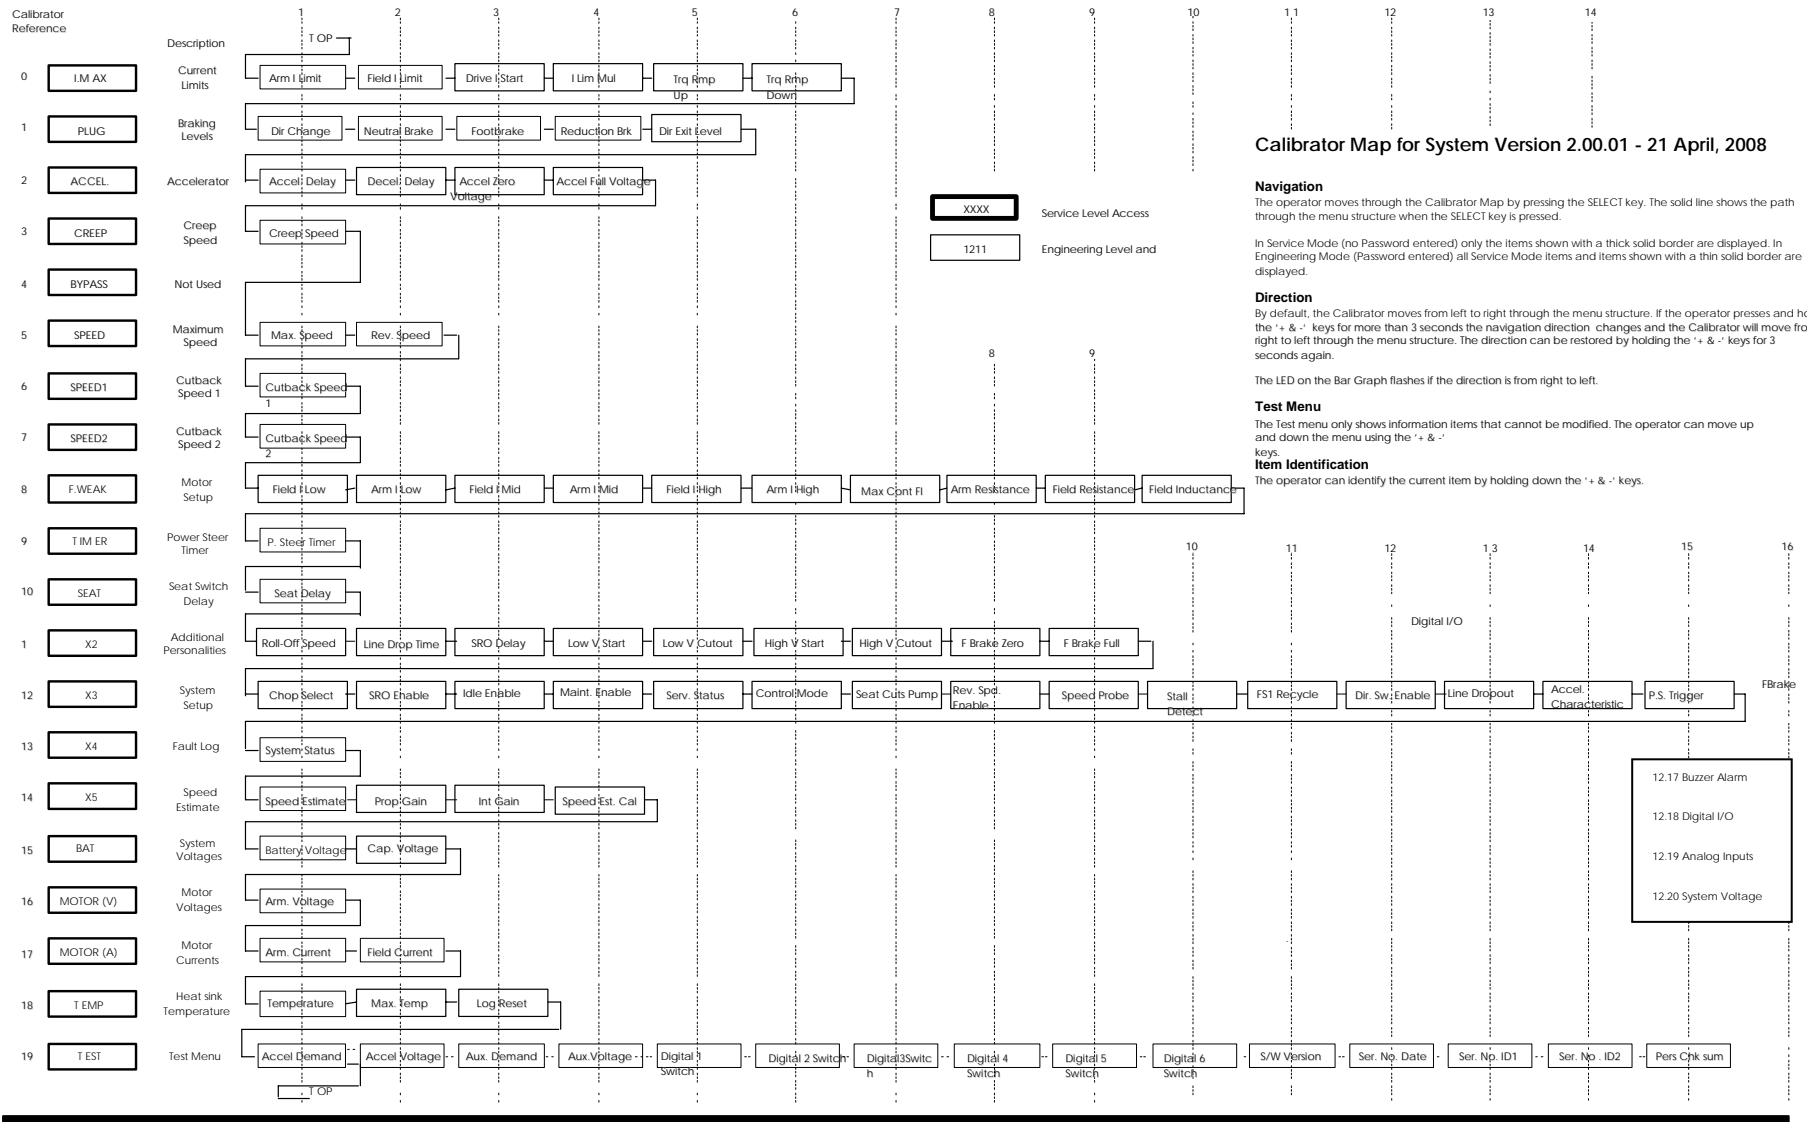 Calibrator
Reference
1 2 3 4 5 6 7 8 9 10 11 12 13 14
Description
TOP
0 I.M AX Current Limits Arm I Limit Field I Limit Drive I Start I Lim Mul Trq Rmp Up Trq Rmp Down
1 PLUG Braking Levels Dir Change Neutral Brake Footbrake Reduction Brk Dir Exit Level
Calibrator Map for System Version 2.00.01 - 21 April, 2008
2 ACCEL. Accelerator Accel. Delay Decel. Delay Accel Zero Voltage Accel Full Voltage
XXXX Service Level Access
1211 Engineering Level and
Navigation
The operator moves through the Calibrator Map by pressing the SELECT key. The solid line shows the path
through the menu structure when the SELECT key is pressed.
In Service Mode (no Password entered) only the items shown with a thick solid border are displayed. In
Engineering Mode (Password entered) all Service Mode items and items shown with a thin solid border are
displayed.
Direction
By default, the Calibrator moves from left to right through the menu structure. If the operator presses and ho
the '+ & -' keys for more than 3 seconds the navigation direction changes and the Calibrator will move fro
right to left through the menu structure. The direction can be restored by holding the '+ & -' keys for 3
seconds again.
The LED on the Bar Graph flashes if the direction is from right to left.
Test Menu
The Test menu only shows information items that cannot be modified. The operator can move up
and down the menu using the '+ & -'
keys.
Item Identification
The operator can identify the current item by holding down the '+ & -' keys.
3 CREEP Creep Speed Creep Speed
4 BYPASS Not Used
5 SPEED Maximum Speed Max. Speed Rev. Speed
8 9
6 SPEED1 Cutback Speed 1 Cutback Speed 1
7 SPEED2 Cutback Speed 2 Cutback Speed 2
8 F.WEAK Motor Setup Field I Low Arm I Low Field I Mid Arm I Mid Field I High Arm I High Max Cont FI Arm Resistance Field Resistance Field Inductance
9 T IM ER Power Steer Timer P. Steer Timer
10 11 12 13 14 15 16
10 SEAT Seat Switch Delay Seat Delay
Digital I/O
1 X2 Additional Personalities Roll-Off Speed Line Drop Time SRO Delay Low V Start Low V Cutout High V Start High V Cutout F Brake Zero F Brake Full
12 X3 System Setup Chop Select SRO Enable Idle Enable Maint. Enable Serv. Status Control Mode Seat Cuts Pump Rev. Spd. Enable Speed Probe Stall Detect FS1 Recycle Dir. Sw. Enable Line Dropout Accel. Characteristic P.S. Trigger FBrake
13 X4 Fault Log System Status
14 X5 Speed Estimate Speed Estimate Prop Gain Int Gain Speed Est. Cal
12.17 Buzzer Alarm
12.18 Digital I/O
12.19 Analog Inputs
12.20 System Voltage
15 BAT System Voltages Battery Voltage Cap. Voltage
16 MOTOR (V) Motor Voltages Arm. Voltage
17 MOTOR (A) Motor Currents Arm. Current Field Current
18 T EMP Heat sink Temperature Temperature Max. Temp Log Reset
19 T EST Test Menu Accel Demand Accel Voltage Aux. Demand Aux.Voltage Digital 1 Switch Digital 2 Switch Digital3Switc h Digital 4 Switch Digital 5 Switch Digital 6 Switch S/W Version Ser. No. Date Ser. No. ID1 Ser. No . ID2 Pers Chk sum
T OP